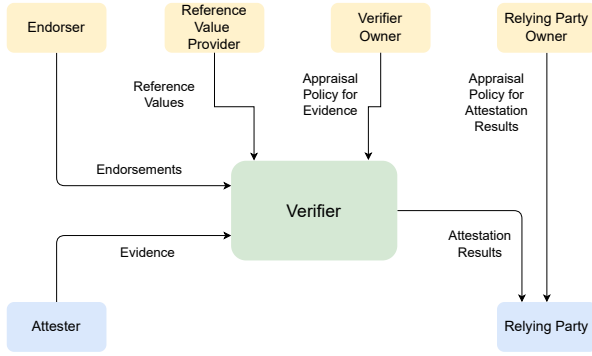 Endorser
Reference
Value
Provider
Verifier
Owner
Relying Party
Owner
Reference
Values
Appraisal
Policy for
Evidence
Appraisal
Policy for
Attestation
Results
Endorsements
Verifier
Evidence
Attestation
Results
Attester
Relying Party